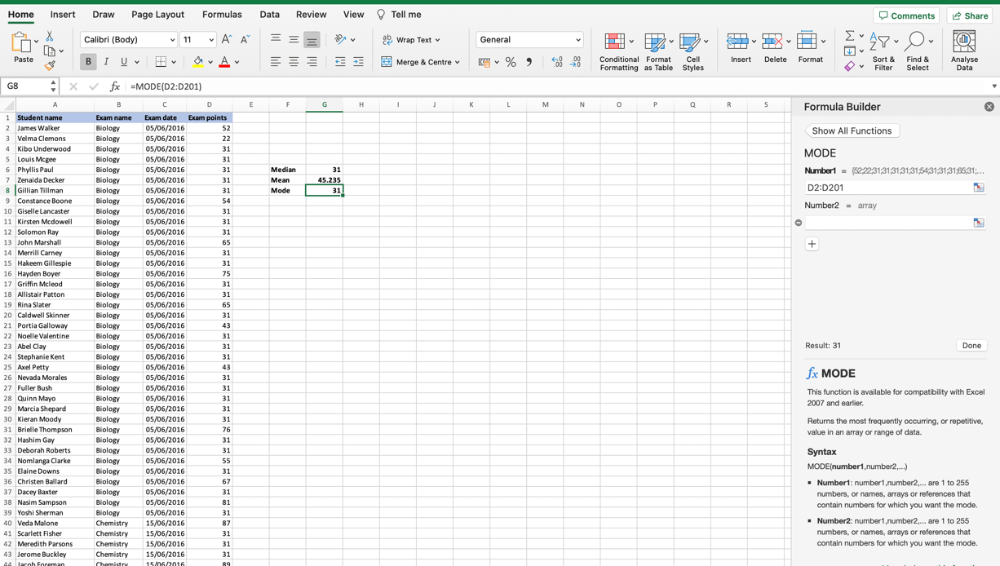 Home Insert Draw Page Layout Formulas Data Review View Tell me Comments Share
Paste Calibri (Body) 11 A A Wrap Text General Conditional Formatting Format as Table Cell Styles Insert Delete Format Sort & Filter Find & Select Analyse Data
B I U A Merge & Centre %
G8 fx =MODE(D2:D201)
A B C D E F G H I J K L M N O P Q R S
1 Student name Exam name Exam date Exam points
2 James Walker Biology 05/06/2016 52
3 Velma Clemons Biology 05/06/2016 22
4 Kibo Underwood Biology 05/06/2016 31
5 Louis Mcgee Biology 05/06/2016 31
6 Phyllis Paul Biology 05/06/2016 31 Median 31
7 Zenaida Decker Biology 05/06/2016 31 Mean 45.235
8 Gillian Tillman Biology 05/06/2016 31 Mode 31
9 Constance Boone Biology 05/06/2016 54
10 Giselle Lancaster Biology 05/06/2016 31
11 Kirsten Mcdowell Biology 05/06/2016 31
12 Solomon Ray Biology 05/06/2016 31
13 John Marshall Biology 05/06/2016 65
14 Merrill Carney Biology 05/06/2016 31
15 Hakeem Gillespie Biology 05/06/2016 31
16 Hayden Boyer Biology 05/06/2016 75
17 Griffin Mcleod Biology 05/06/2016 31
18 Allistair Patton Biology 05/06/2016 31
19 Rina Slater Biology 05/06/2016 65
20 Caldwell Skinner Biology 05/06/2016 31
21 Portia Galloway Biology 05/06/2016 43
22 Noelle Valentine Biology 05/06/2016 31
23 Abel Clay Biology 05/06/2016 31
24 Stephanie Kent Biology 05/06/2016 31
25 Axel Petty Biology 05/06/2016 43
26 Nevada Morales Biology 05/06/2016 31
27 Fuller Bush Biology 05/06/2016 31
28 Quinn Mayo Biology 05/06/2016 31
29 Marcia Shepard Biology 05/06/2016 31
30 Kieran Moody Biology 05/06/2016 31
31 Brielle Thompson Biology 05/06/2016 76
32 Hashim Gay Biology 05/06/2016 31
33 Deborah Roberts Biology 05/06/2016 31
34 Nomlanga Clarke Biology 05/06/2016 55
35 Elaine Downs Biology 05/06/2016 31
36 Christen Ballard Biology 05/06/2016 67
37 Dacey Baxter Biology 05/06/2016 31
38 Nasim Sampson Biology 05/06/2016 81
39 Yoshi Sherman Biology 05/06/2016 31
40 Veda Malone Chemistry 15/06/2016 87
41 Scarlett Fisher Chemistry 15/06/2016 31
42 Meredith Parsons Chemistry 15/06/2016 31
43 Jerome Buckley Chemistry 15/06/2016 31
44 Jacob Foreman Chemistry 15/06/2016 89
Formula Builder
Show All Functions
MODE
Number1 = {52;22;31;31;31;31;31;54;31;31;31;65;31;...
D2:D201
Number2 = array
Result: 31 Done
fx MODE
This function is available for compatibility with Excel
2007 and earlier.
Returns the most frequently occurring, or repetitive,
value in an array or range of data.
Syntax
MODE(number1,number2,...)
Number1: number1,number2,... are 1 to 255
numbers, or names, arrays or references that
contain numbers for which you want the mode.
Number2: number1,number2,... are 1 to 255
numbers, or names, arrays or references that
contain numbers for which you want the mode.